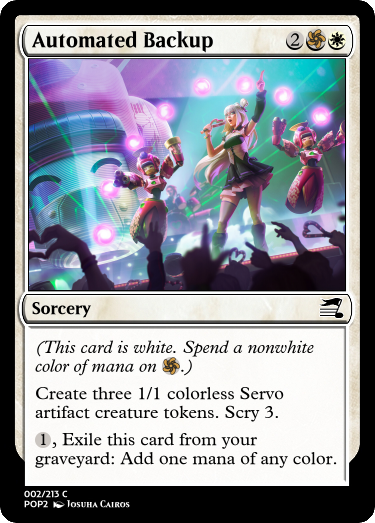 Automated Backup 2
Sorcery
(This card is white. Spend a nonwhite
color of mana on .)
Create three 1/1 colorless Servo
artifact creature tokens. Scry 3.
1, Exile this card from your
graveyard: Add one mana of any color.
002/213 C
POP2 Josuha Cairos